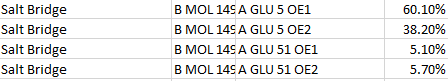 Salt Bridge B MOL 149 A GLU 5 OE1 60.10%
Salt Bridge B MOL 149 A GLU 5 OE2 38.20%
Salt Bridge B MOL 149 A GLU 51 OE1 5.10%
Salt Bridge B MOL 149 A GLU 51 OE2 5.70%